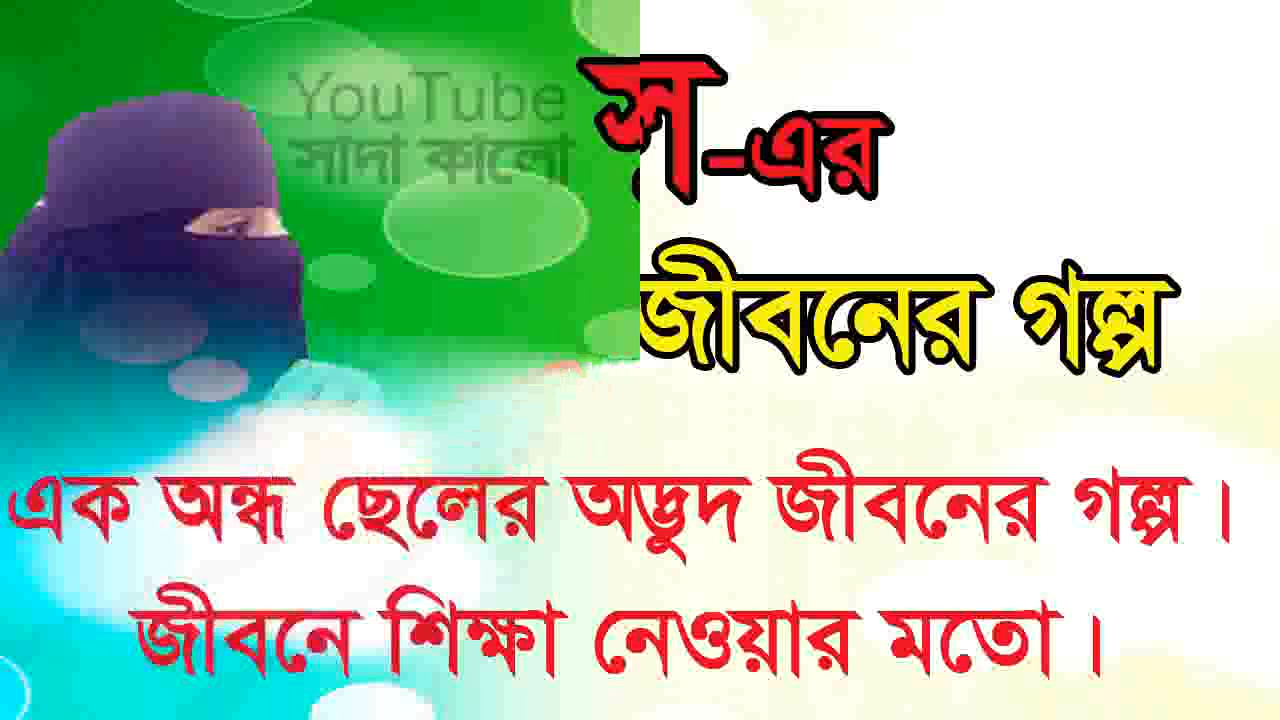 YouTube
সাদা কালো
-এর
জীবনের গল্প
এক অন্ধ ছেলের অদ্ভুদ জীবনের গল্প।
জীবনে শিক্ষা নেওয়ার মতো।